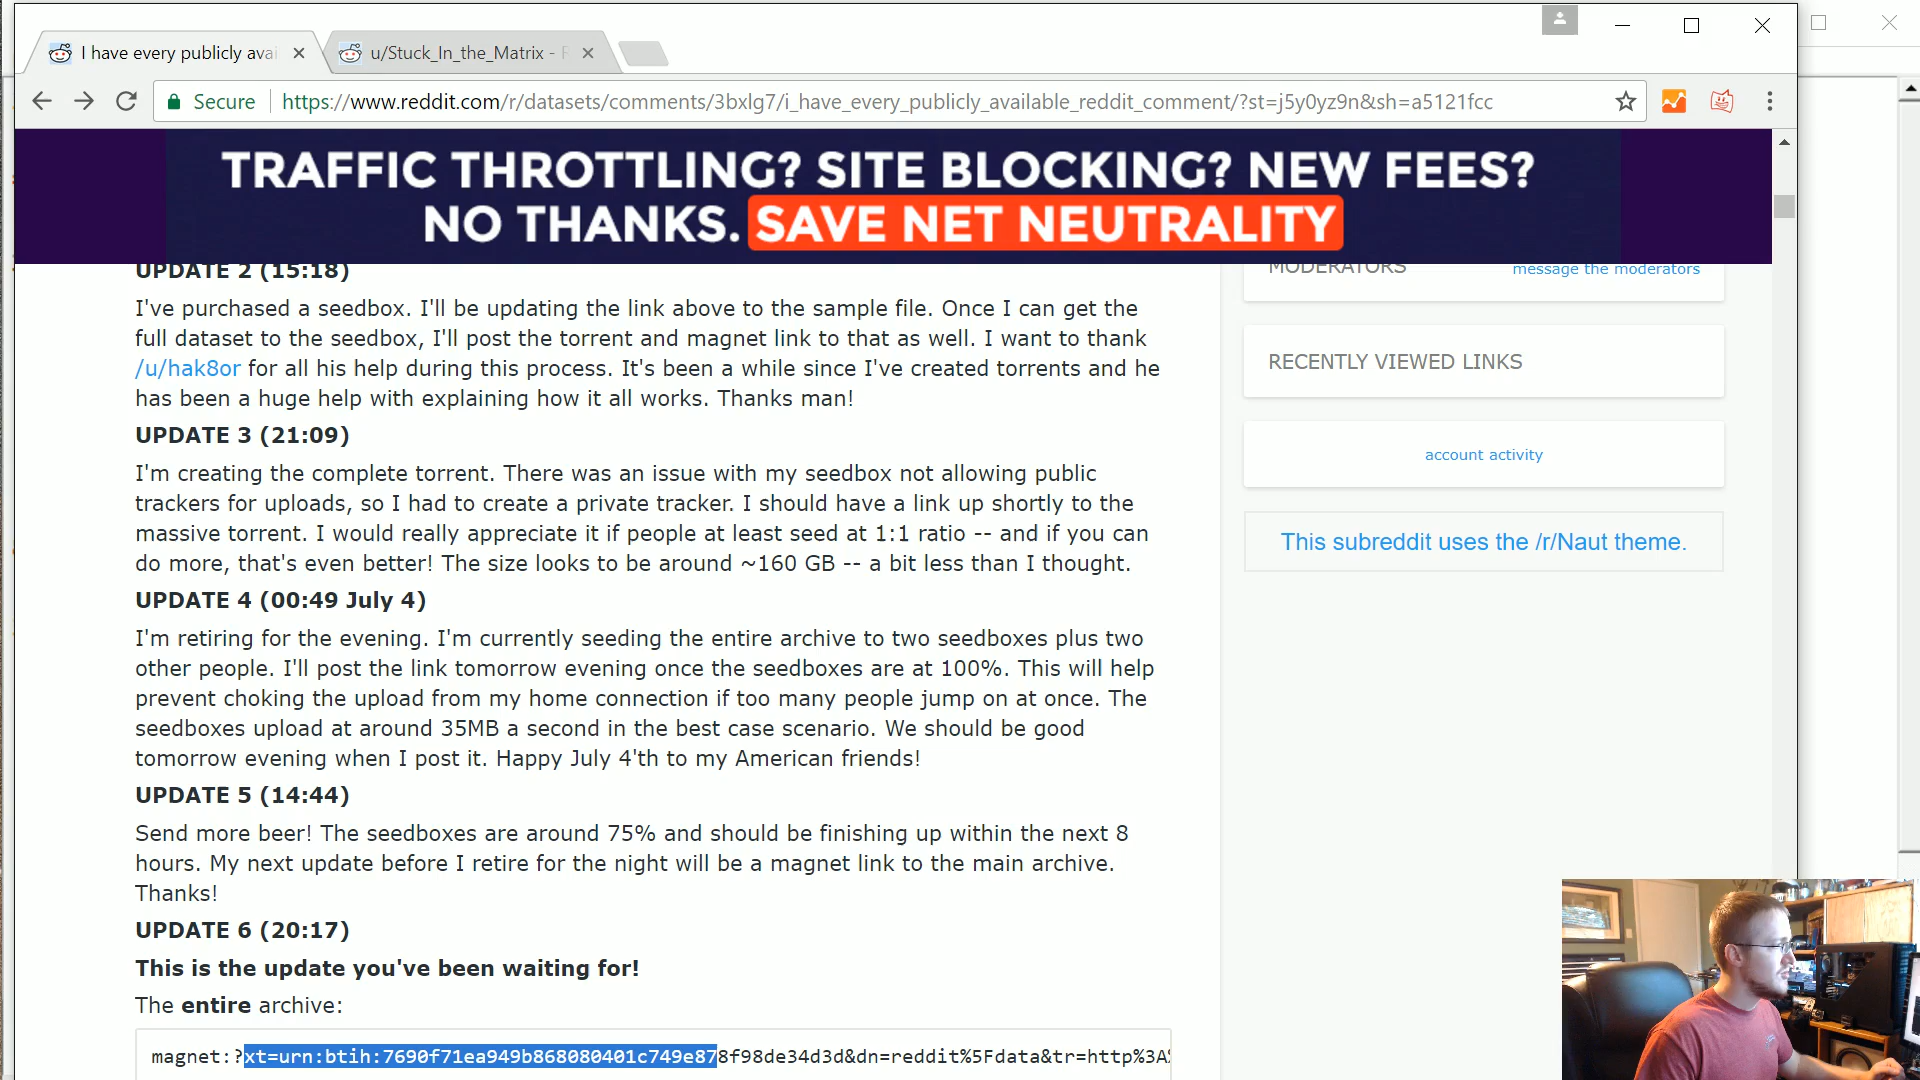 I have every publicly avai
u/Stuck_In_the_Matrix - F
Secure
https://www.reddit.com/r/datasets/comments/3bxlg7/i_have_every_publicly_available_reddit_comment/?st=j5y0yz9n&sh=a5121fcc
TRAFFIC THROTTLING? SITE BLOCKING? NEW FEES?
NO THANKS. SAVE NET NEUTRALITY
UPDATE 2 (15:18)
I've purchased a seedbox. I'll be updating the link above to the sample file. Once I can get the
full dataset to the seedbox, I'll post the torrent and magnet link to that as well. I want to thank
/u/hak8or for all his help during this process. It's been a while since I've created torrents and he
has been a huge help with explaining how it all works. Thanks man!
UPDATE 3 (21:09)
I'm creating the complete torrent. There was an issue with my seedbox not allowing public
trackers for uploads, so I had to create a private tracker. I should have a link up shortly to the
massive torrent. I would really appreciate it if people at least seed at 1:1 ratio -- and if you can
do more, that's even better! The size looks to be around ~160 GB -- a bit less than I thought.
UPDATE 4 (00:49 July 4)
I'm retiring for the evening. I'm currently seeding the entire archive to two seedboxes plus two
other people. I'll post the link tomorrow evening once the seedboxes are at 100%. This will help
prevent choking the upload from my home connection if too many people jump on at once. The
seedboxes upload at around 35MB a second in the best case scenario. We should be good
tomorrow evening when I post it. Happy July 4'th to my American friends!
UPDATE 5 (14:44)
Send more beer! The seedboxes are around 75% and should be finishing up within the next 8
hours. My next update before I retire for the night will be a magnet link to the main archive.
Thanks!
UPDATE 6 (20:17)
This is the update you've been waiting for!
The entire archive:
magnet:?xt=urn:btih:7690f71ea949b868080401c749e878f98de34d3d&dn=reddit%5Fdata&tr=http%3A%
MODERATORS
message the moderators
RECENTLY VIEWED LINKS
account activity
This subreddit uses the /r/Naut theme.